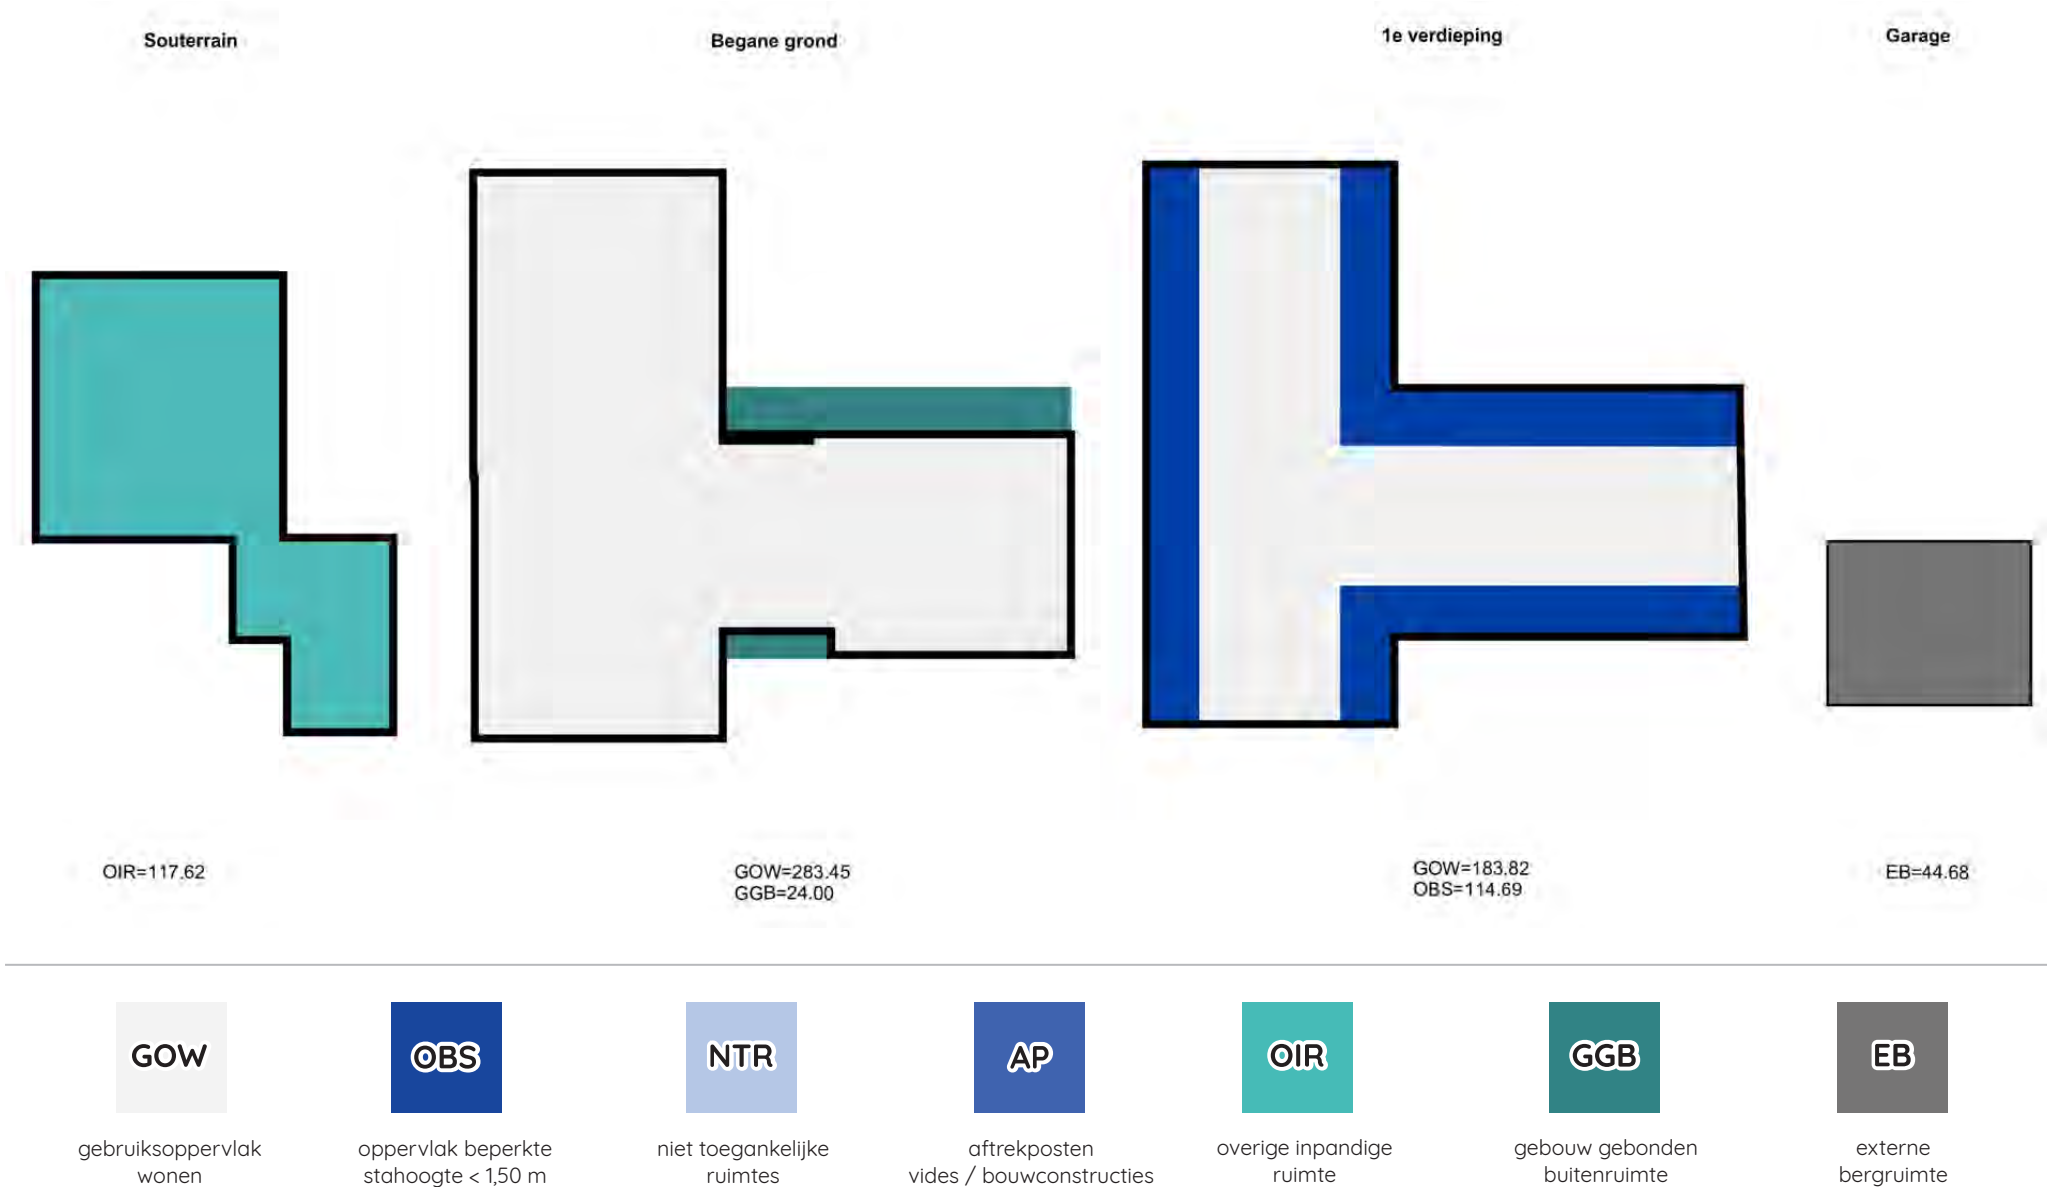 Souterrain
Begane grond
1e verdieping
Garage
OIR=117.62
GOW=283.45
GGB=24.00
GOW=183.82
OBS=114.69
EB=44.68
GOW
OBS
NTR
AP
OIR
GGB
EB
gebruiksoppervlak
wonen
oppervlak beperkte
stahoogte < 1,50 m
niet toegankelijke
ruimtes
aftrekposten
vides / bouwconstructies
overige inpandige
ruimte
gebouw gebonden
buitenruimte
externe
bergruimte